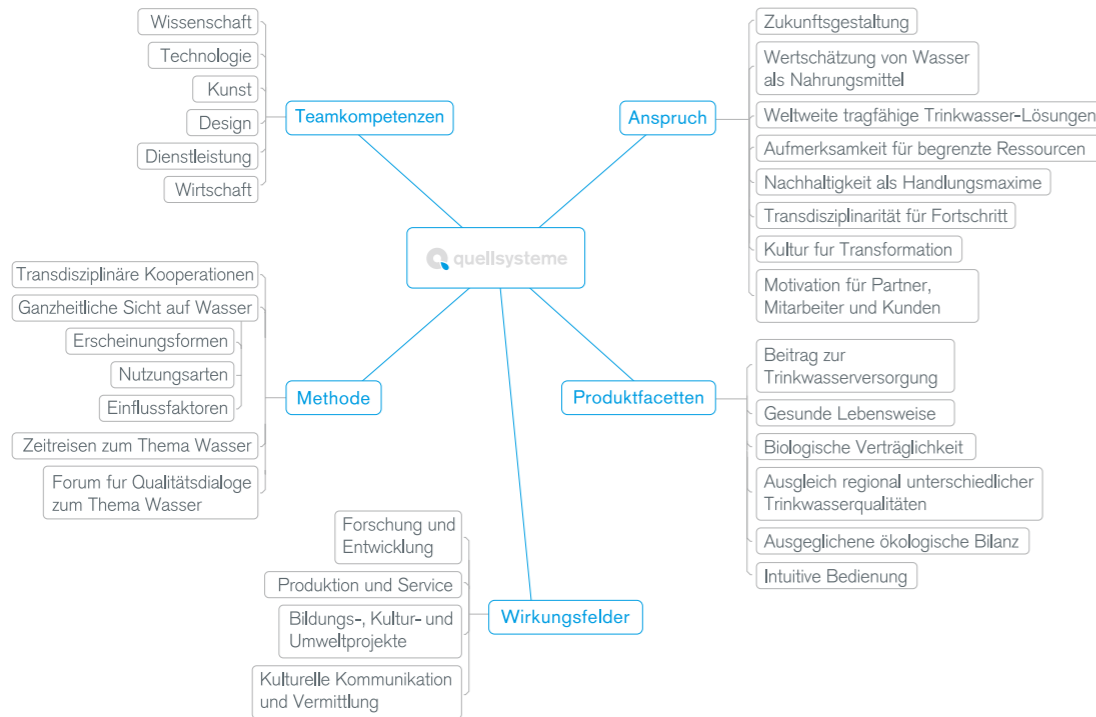 Wissenschaft
Technologie
Kunst
Design
Dienstleistung
Wirtschaft
Teamkompetenzen
Anspruch
Zukunftsgestaltung
Wertschätzung von Wasser
als Nahrungsmittel
Weltweite tragfähige Trinkwasser-Lösungen
Aufmerksamkeit für begrenzte Ressourcen
Nachhaltigkeit als Handlungsmaxime
Transdisziplinarität für Fortschritt
Kultur fur Transformation
Motivation für Partner,
Mitarbeiter und Kunden
quellsysteme
Transdisziplinäre Kooperationen
Ganzheitliche Sicht auf Wasser
Erscheinungsformen
Nutzungsarten
Einflussfaktoren
Zeitreisen zum Thema Wasser
Forum fur Qualitätsdialoge
zum Thema Wasser
Methode
Produktfacetten
Beitrag zur
Trinkwasserversorgung
Gesunde Lebensweise
Biologische Verträglichkeit
Ausgleich regional unterschiedlicher
Trinkwasserqualitäten
Ausgeglichene ökologische Bilanz
Intuitive Bedienung
Forschung und
Entwicklung
Produktion und Service
Bildungs-, Kultur- und
Umweltprojekte
Kulturelle Kommunikation
und Vermittlung
Wirkungsfelder